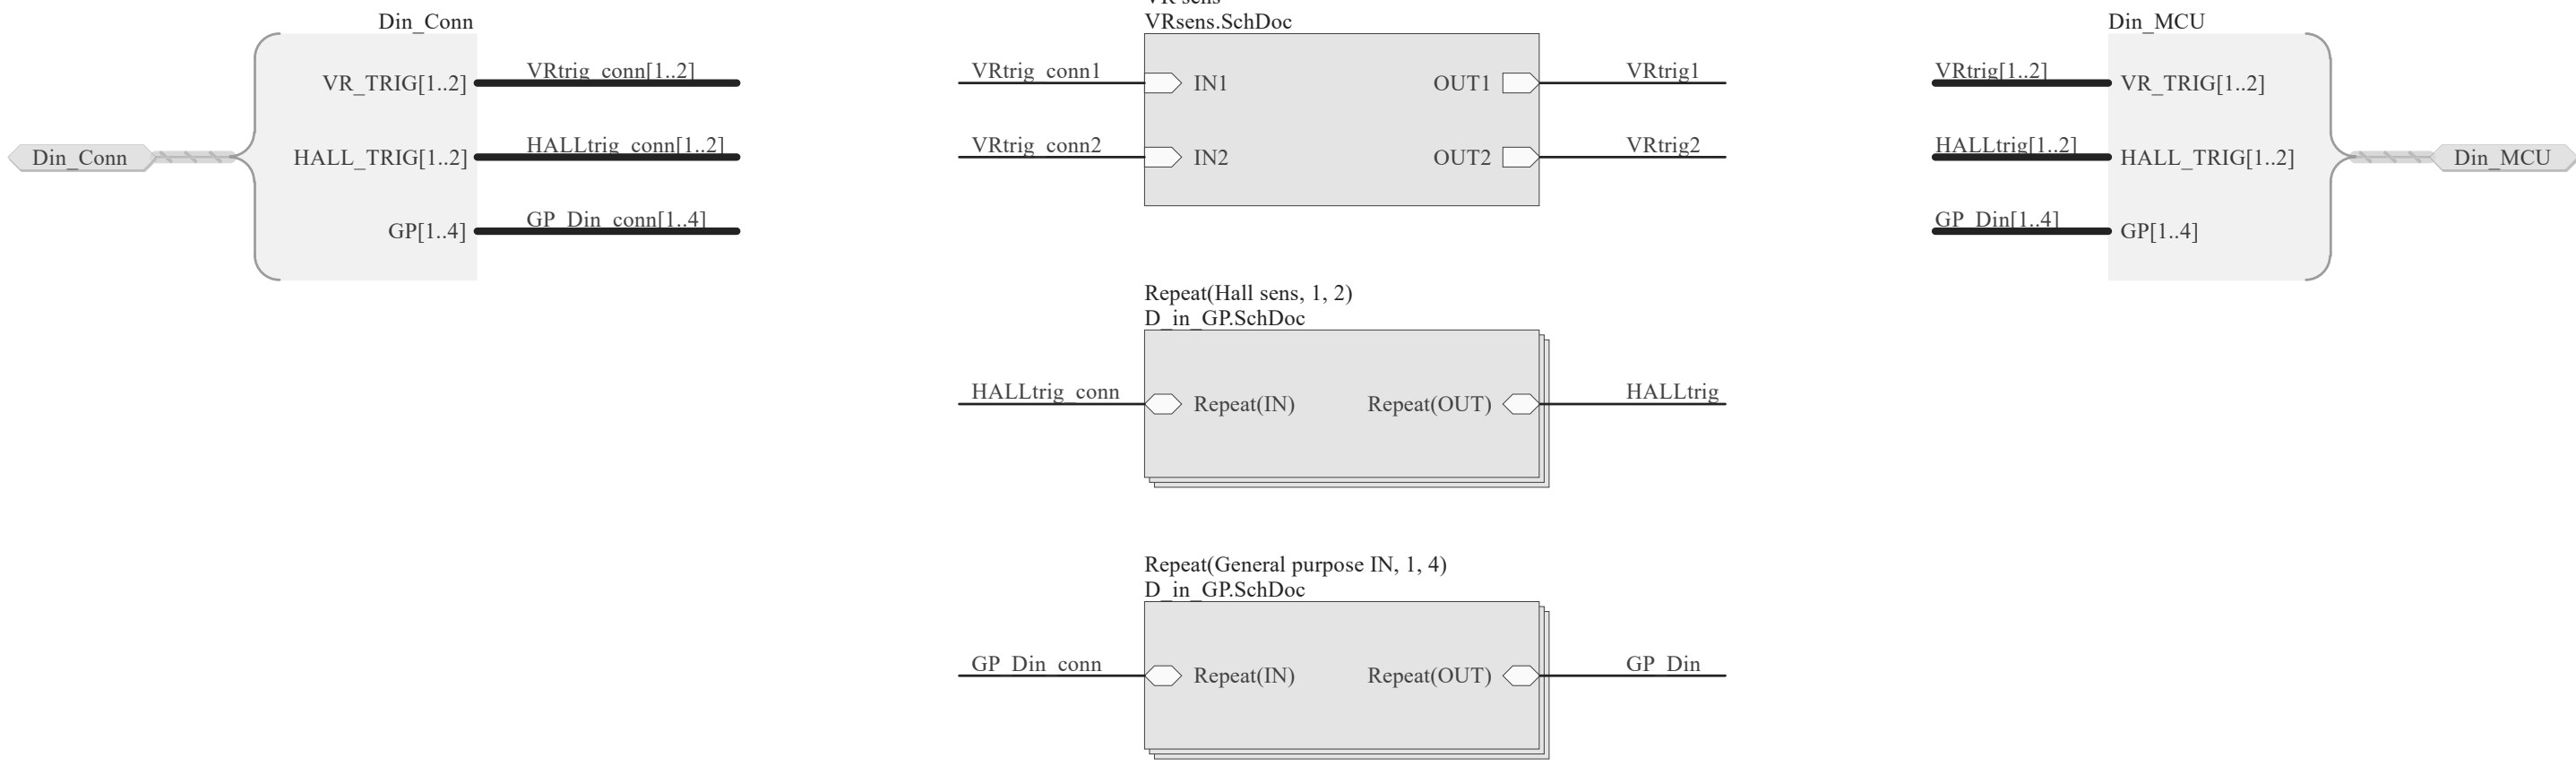 Din_Conn
VR_TRIG[1..2]
VRtrig_conn[1..2]
HALL_TRIG[1..2]
HALLtrig_conn[1..2]
GP[1..4]
GP_Din_conn[1..4]
Din_Conn
VR sens
VRsens.SchDoc
VRtrig_conn1
IN1
OUT1
VRtrig1
VRtrig_conn2
IN2
OUT2
VRtrig2
Repeat(Hall sens, 1, 2)
D_in_GP.SchDoc
HALLtrig_conn
Repeat(IN)
Repeat(OUT)
HALLtrig
Repeat(General purpose IN, 1, 4)
D_in_GP.SchDoc
GP_Din_conn
Repeat(IN)
Repeat(OUT)
GP_Din
Din_MCU
VRtrig[1..2]
VR_TRIG[1..2]
HALLtrig[1..2]
HALL_TRIG[1..2]
GP_Din[1..4]
GP[1..4]
Din_MCU